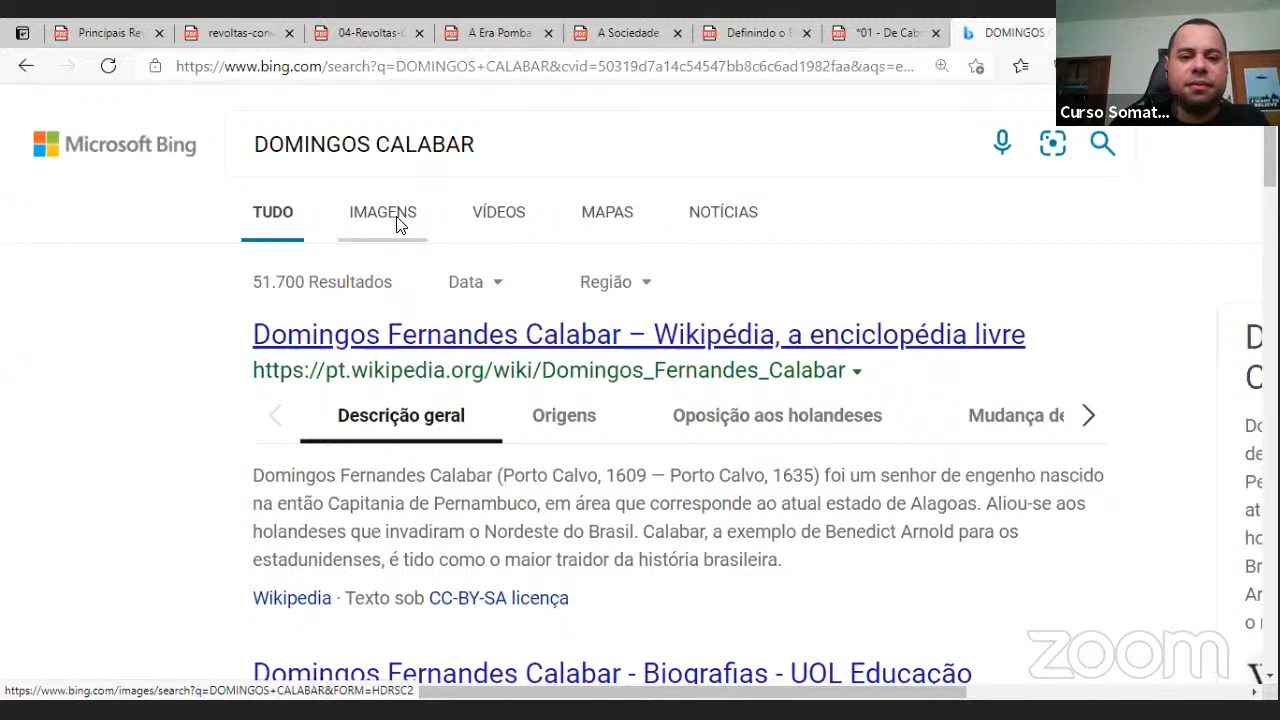 Principais Re
revoltas-con
04-Revoltas-
A Era Pomba
A Sociedade
Definindo o
*01 - De Cab
DOMINGOS
https://www.bing.com/search?q=DOMINGOS+CALABAR&cvid=50319d7a14c54547bb8c6c6ad1982faa&aqs=e...
Curso Somat...
Microsoft Bing
DOMINGOS CALABAR
TUDO
IMAGENS
VÍDEOS
MAPAS
NOTÍCIAS
51.700 Resultados
Data
Região
Domingos Fernandes Calabar – Wikipédia, a enciclopédia livre
https://pt.wikipedia.org/wiki/Domingos_Fernandes_Calabar
Descrição geral
Origens
Oposição aos holandeses
Mudança de
Domingos Fernandes Calabar (Porto Calvo, 1609 — Porto Calvo, 1635) foi um senhor de engenho nascido
na então Capitania de Pernambuco, em área que corresponde ao atual estado de Alagoas. Aliou-se aos
holandeses que invadiram o Nordeste do Brasil. Calabar, a exemplo de Benedict Arnold para os
estadunidenses, é tido como o maior traidor da história brasileira.
Wikipedia · Texto sob CC-BY-SA licença
Domingos Fernandes Calabar - Biografias - UOL Educação
https://www.bing.com/images/search?q=DOMINGOS+CALABAR&FORM=HDRSC2
zoom